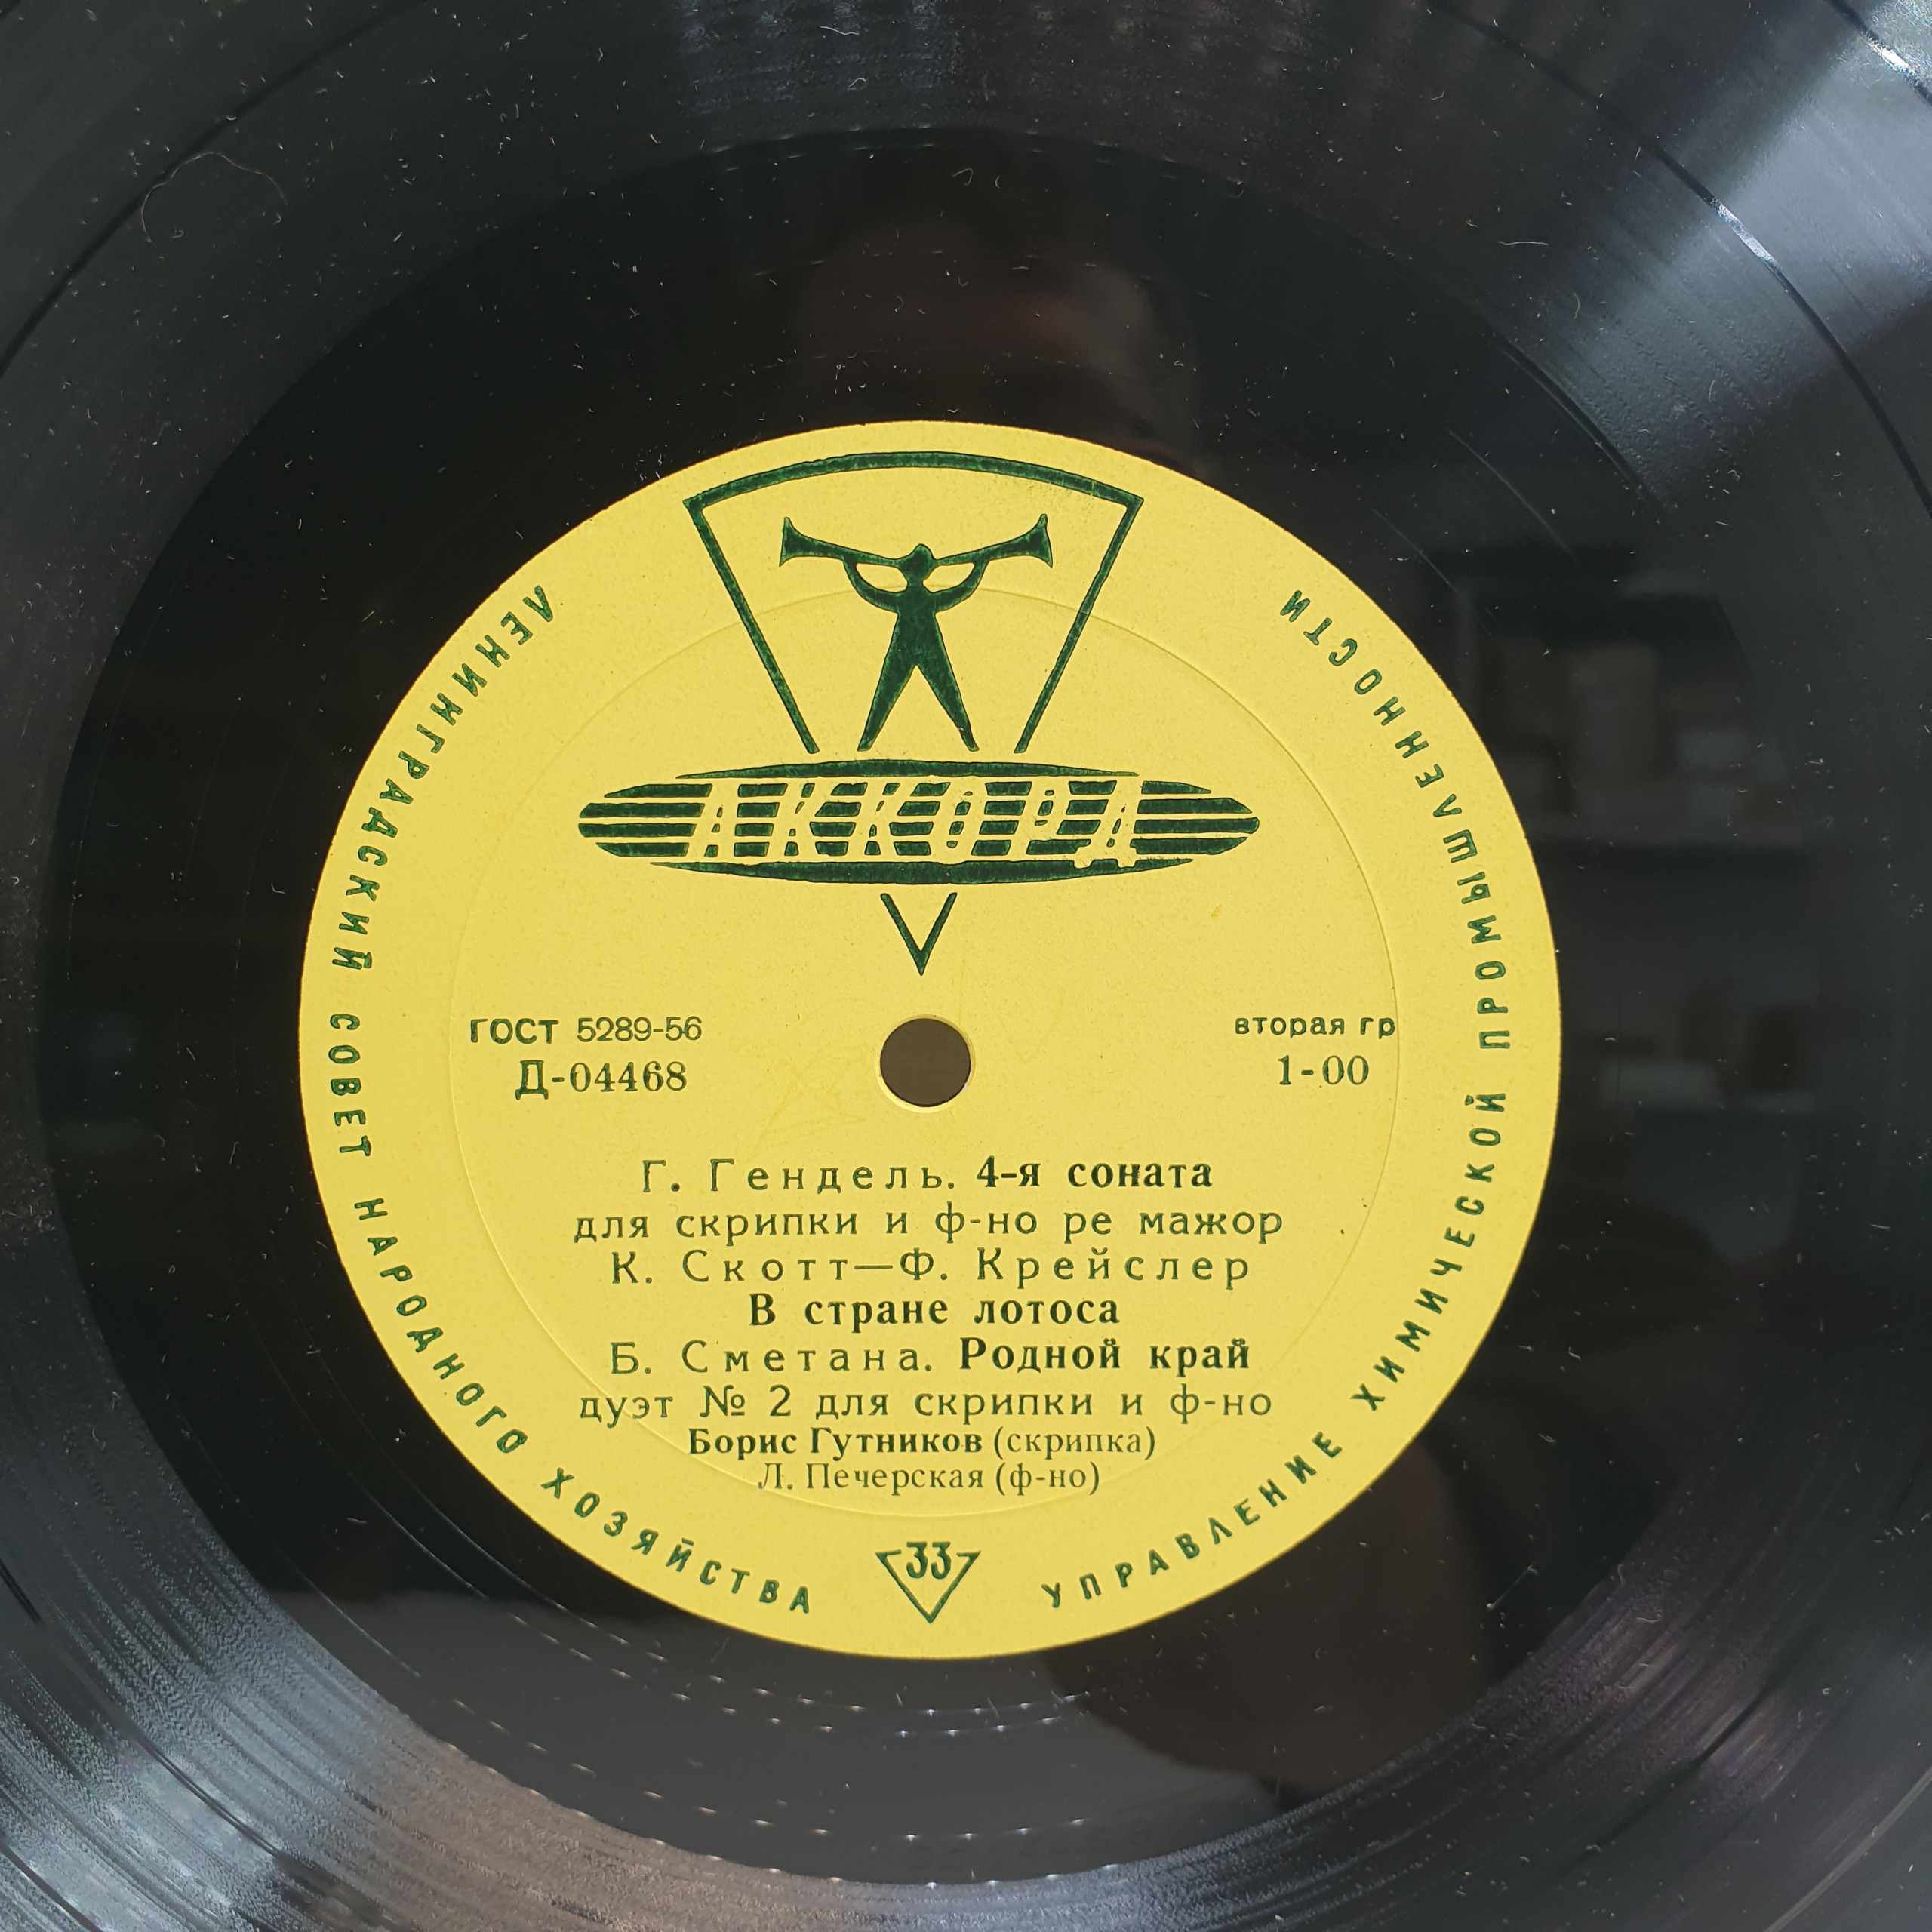 АККОРД
ЛЕНИНГРАДСКИЙ СОВЕТ НАРОДНОГО ХОЗЯЙСТВА
УПРАВЛЕНИЕ ХИМИЧЕСКОЙ ПРОМЫШЛЕННОСТИ
ГОСТ 5289-56
вторая гр
Д-04468
1-00
Г. Гендель. 4-я соната
для скрипки и ф-но ре мажор
К. Скотт—Ф. Крейслер
В стране лотоса
Б. Сметана. Родной край
дуэт № 2 для скрипки и ф-но
Борис Гутников (скрипка)
Л. Печерская (ф-но)
33